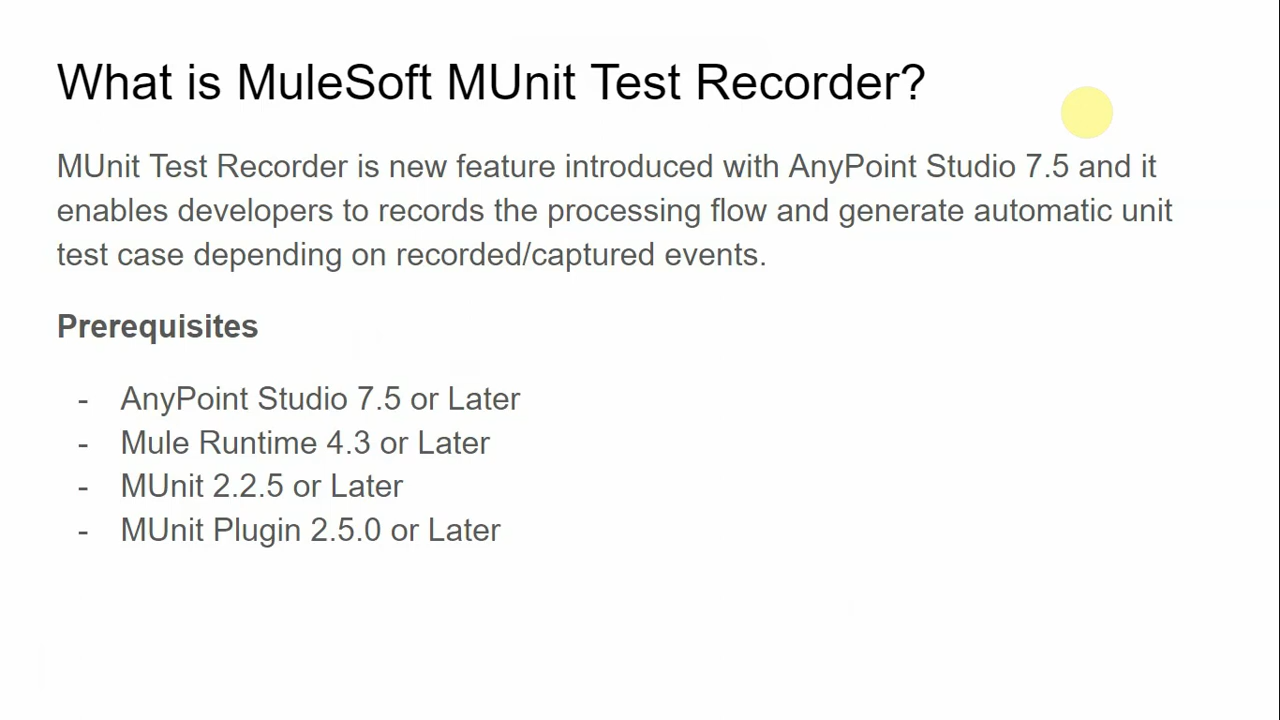 What is MuleSoft MUnit Test Recorder?
MUnit Test Recorder is new feature introduced with AnyPoint Studio 7.5 and it
enables developers to records the processing flow and generate automatic unit
test case depending on recorded/captured events.
Prerequisites
- AnyPoint Studio 7.5 or Later
- Mule Runtime 4.3 or Later
- MUnit 2.2.5 or Later
- MUnit Plugin 2.5.0 or Later